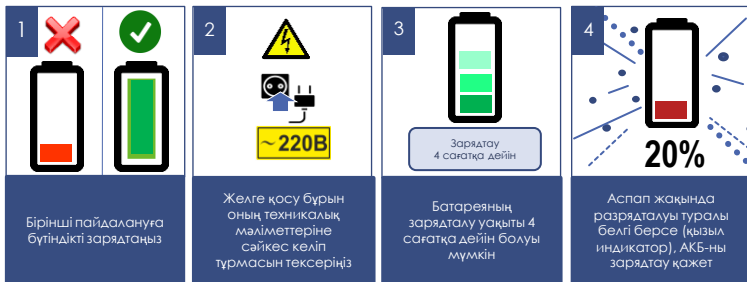 1
2
3
4
~220В
Зарядтау
4 сағатқа дейін
20%
Бірінші пайдалануға
бүтіндікті зарядтаңыз
Желге қосу бұрын
оның техникалық
мәліметтеріне
сәйкес келіп
тұрмасын тексеріңіз
Батареяның
зарядталу уақыты 4
сағатқа дейін болуы
мүмкін
Аспап жақында
разрядталуы туралы
белгі берсе (қызыл
индикатор), АКБ-ны
зарядтау қажет